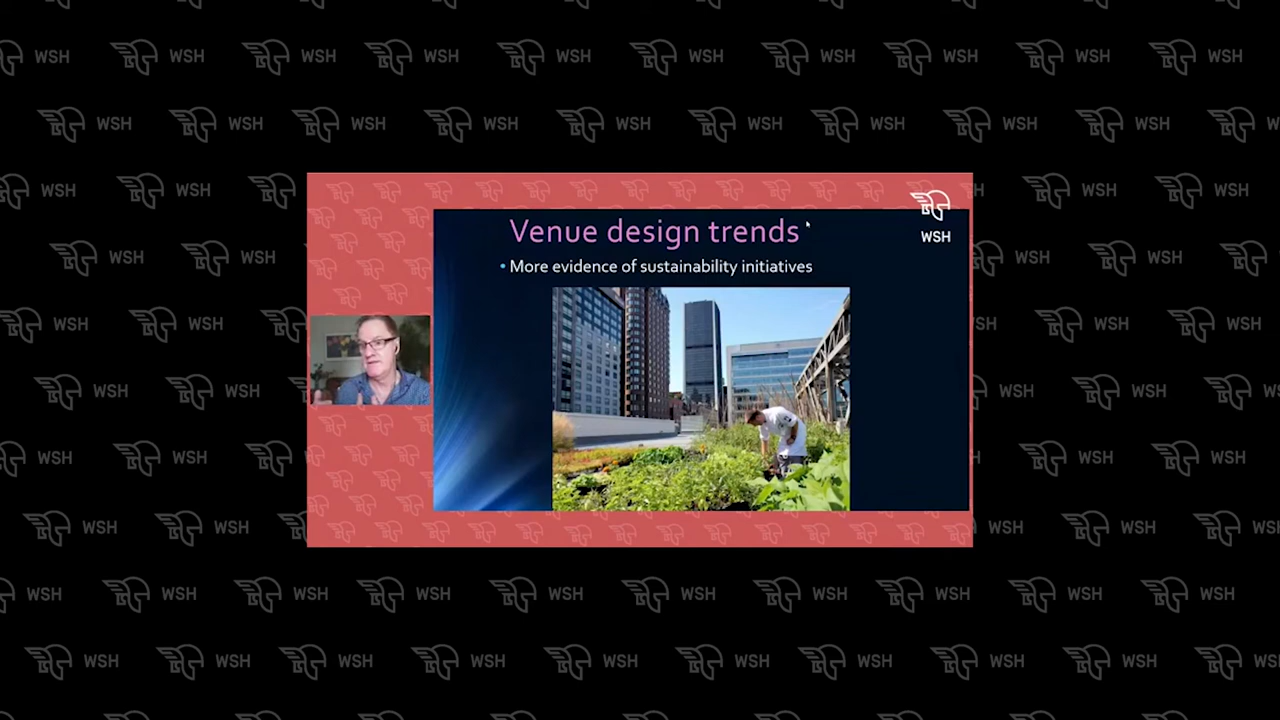 WSH
Venue design trends
• More evidence of sustainability initiatives